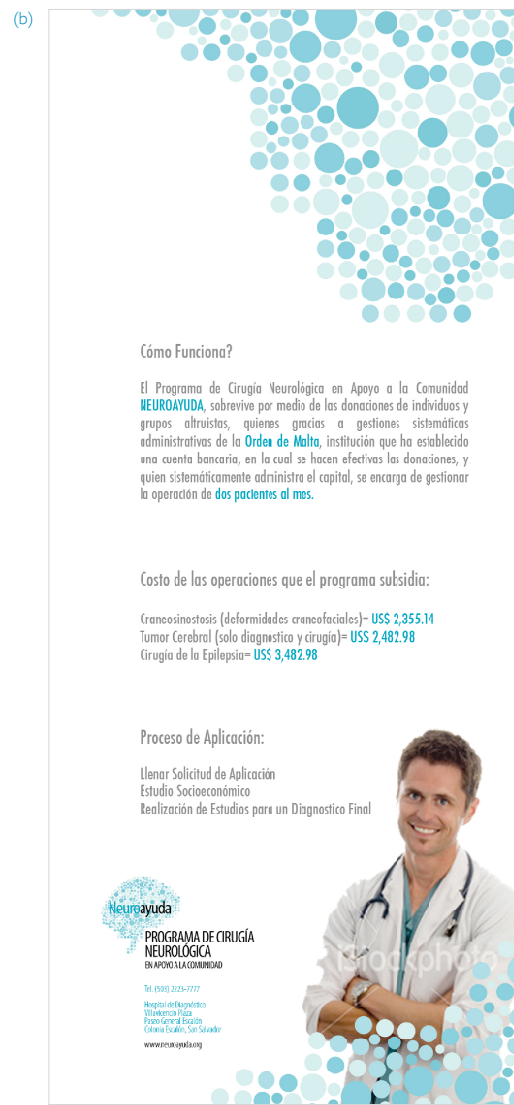 (b)
Cómo Funciona?
El Programa de Cirugía Neurológica en Apoyo a la Comunidad
NEUROAYUDA, sobrevive por medio de las donaciones de individuos y
grupos altruistas, quienes gracias a gestiones sistemáticas
administrativas de la Orden de Malta, institución que ha establecido
una cuenta bancaria, en la cual se hacen efectivas las donaciones, y
quien sistemáticamente administra el capital, se encarga de gestionar
la operación de dos pacientes al mes.
Costo de las operaciones que el programa subsidia:
Craneosinostosis (deformidades craneofaciales)= US$ 2,355.14
Tumor Cerebral (solo diagnostico y cirugía)= US$ 2,482.98
Cirugía de la Epilepsia= US$ 3,482.98
Proceso de Aplicación:
Llenar Solicitud de Aplicación
Estudio Socioeconómico
Realización de Estudios para un Diagnostico Final
Neuroayuda
PROGRAMA DE CIRUGÍA
NEUROLÓGICA
EN APOYO A LA COMUNIDAD
Tel. (503) 2223-7777
Hospital de Diagnóstico
Villavicencio Plaza
Paseo General Escalón
Colonia Escalón, San Salvador
www.neuroayuda.org
iStockphoto